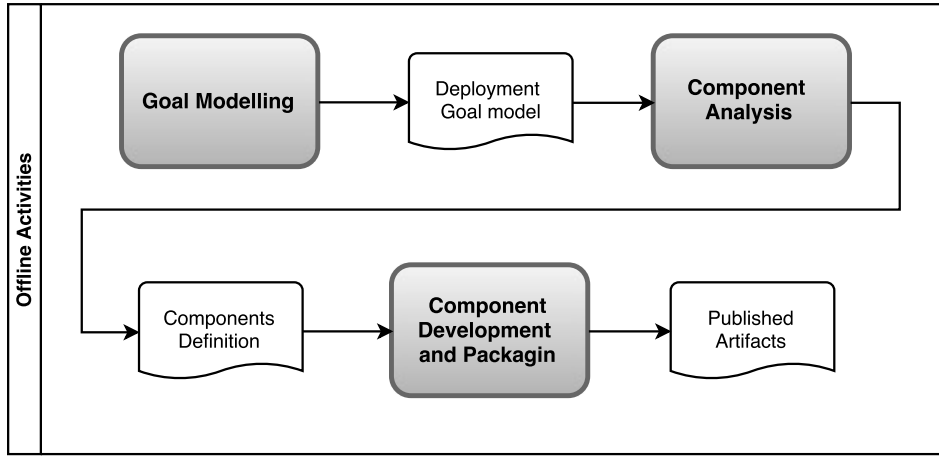 Offline Activities
Goal Modelling
Deployment
Goal model
Component
Analysis
Components
Definition
Component
Development
and Packagin
Published
Artifacts